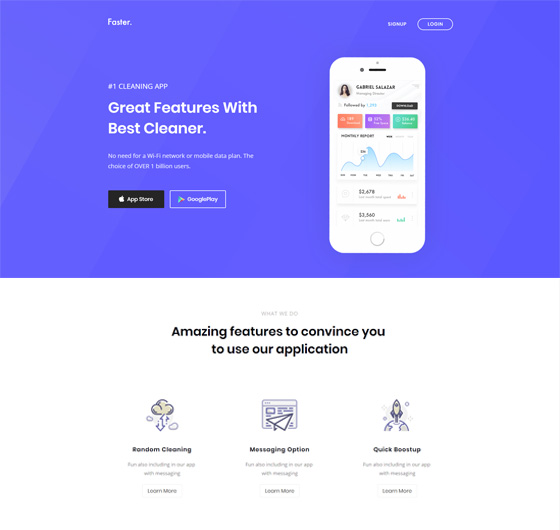 Faster.
SIGNUP
LOGIN
#1 CLEANING APP
Great Features With
Best Cleaner.
No need for a Wi-Fi network or mobile data plan. The
choice of OVER 1 billion users.
App Store
GooglePlay
GABRIEL SALAZAR
Managing Director
Followed by 1,293
DOWNLOAD
52%
MONTHLY REPORT
$2,678
$3,560
WHAT WE DO
Amazing features to convince you
to use our application
Random Cleaning
Messaging Option
Quick Boostup
Fun also including in our app
with messaging
Fun also including in our app
with messaging
Fun also including in our app
with messaging
Learn More
Learn More
Learn More